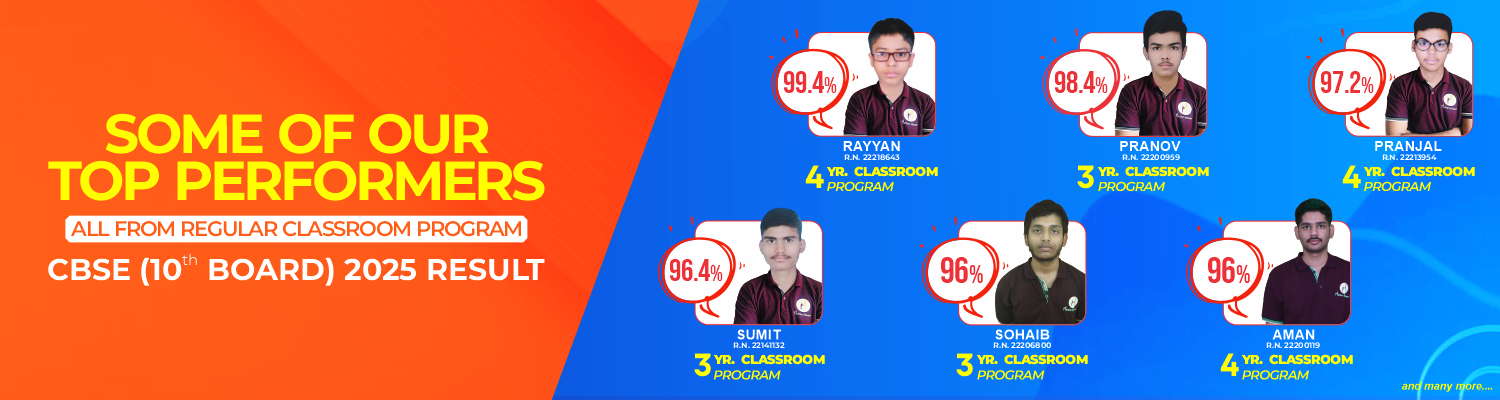 SOME OF OUR
TOP PERFORMERS
ALL FROM REGULAR CLASSROOM PROGRAM
CBSE (10th BOARD) 2025 RESULT
99.4%
RAYYAN
R.N. 22218643
4 YR. CLASSROOM
PROGRAM
98.4%
PRANOV
R.N. 22200959
3 YR. CLASSROOM
PROGRAM
97.2%
PRANJAL
R.N. 22213954
4 YR. CLASSROOM
PROGRAM
96.4%
SUMIT
R.N. 22141132
3 YR. CLASSROOM
PROGRAM
96%
SOHAIB
R.N. 22206800
3 YR. CLASSROOM
PROGRAM
96%
AMAN
R.N. 22200119
4 YR. CLASSROOM
PROGRAM
and many more....